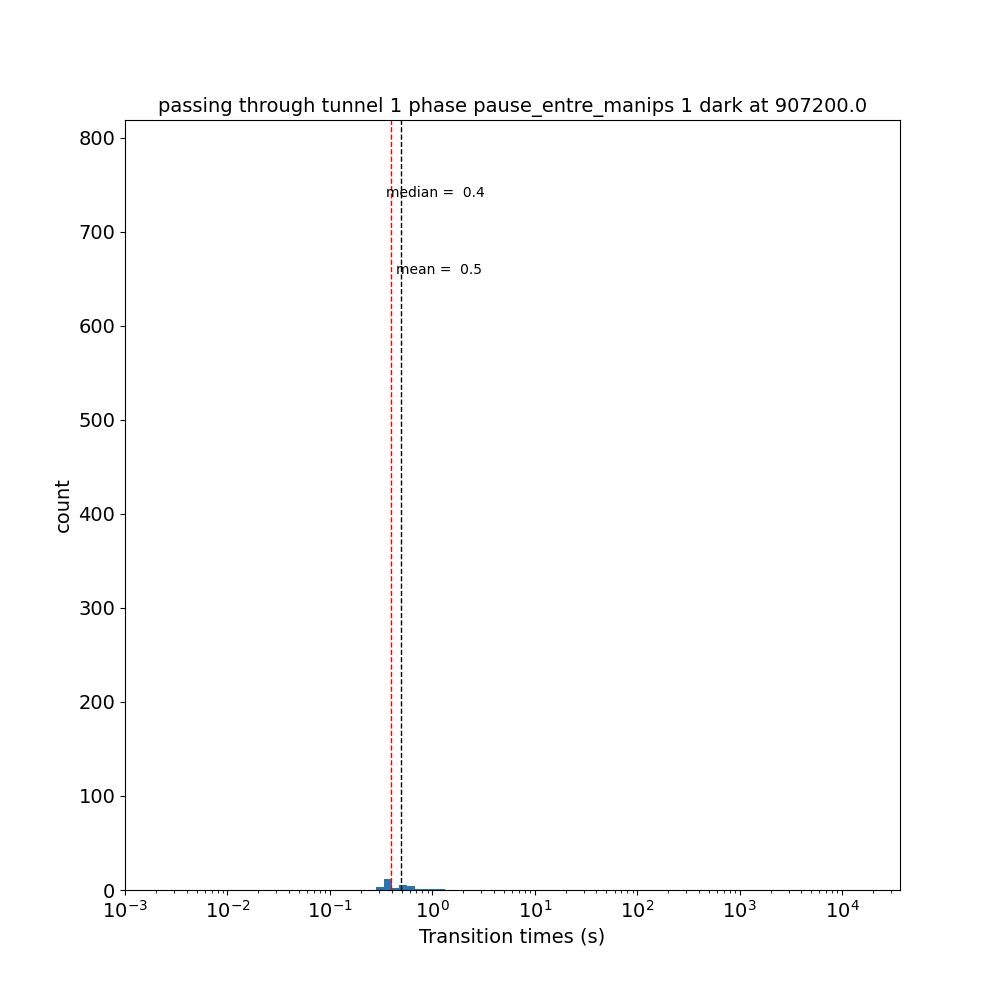 passing through tunnel 1 phase pause_entre_manips 1 dark at 907200.0
800
median =  0.4
700
mean =  0.5
600
500
count
400
300
200
100
0
10⁻³ 10⁻² 10⁻¹ 10⁰ 10¹ 10² 10³ 10⁴
Transition times (s)